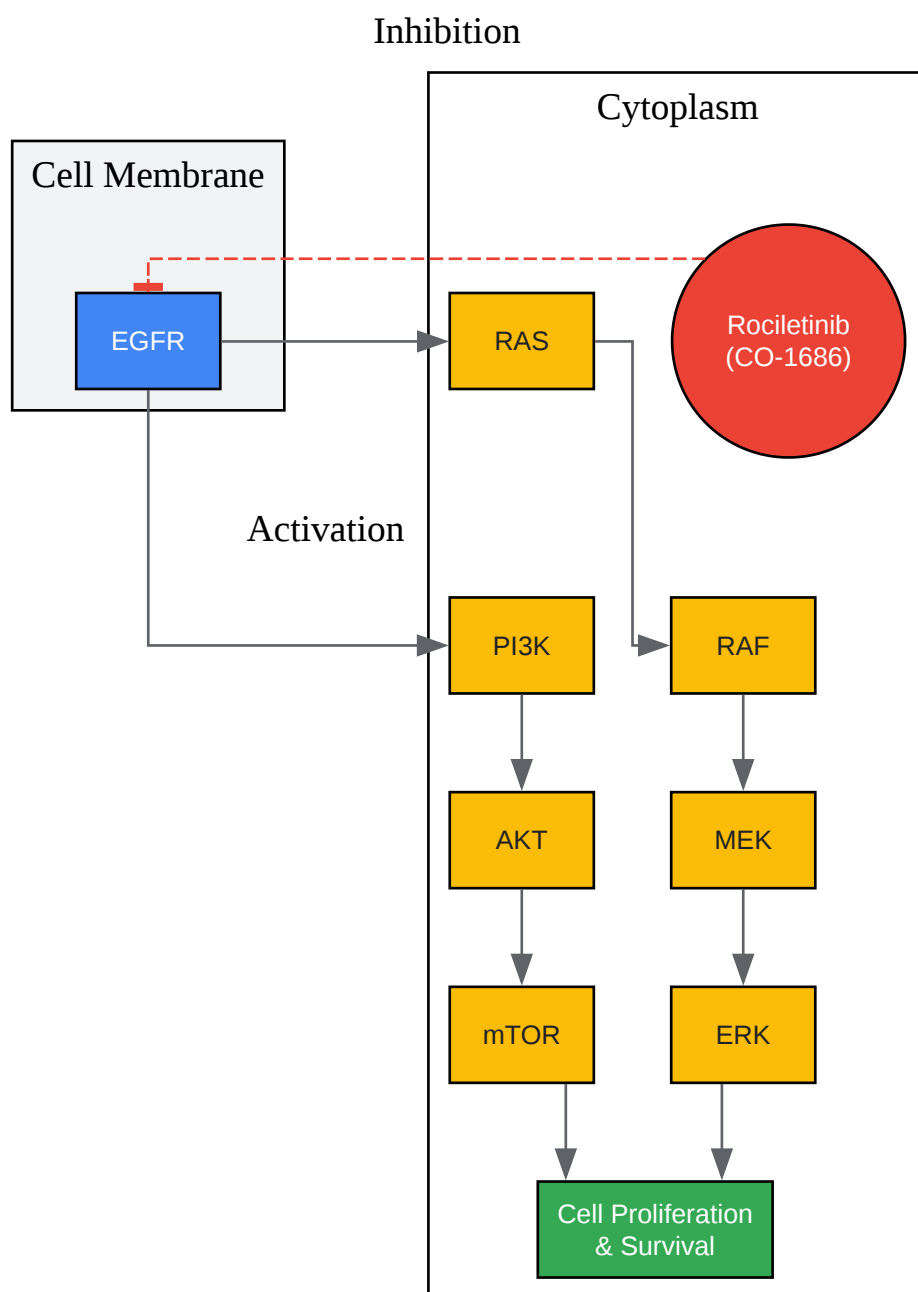 Inhibition
Cytoplasm
Cell Membrane
EGFR
RAS
Rociletinib
(CO-1686)
Activation
PI3K
RAF
AKT
MEK
mTOR
ERK
Cell Proliferation
& Survival